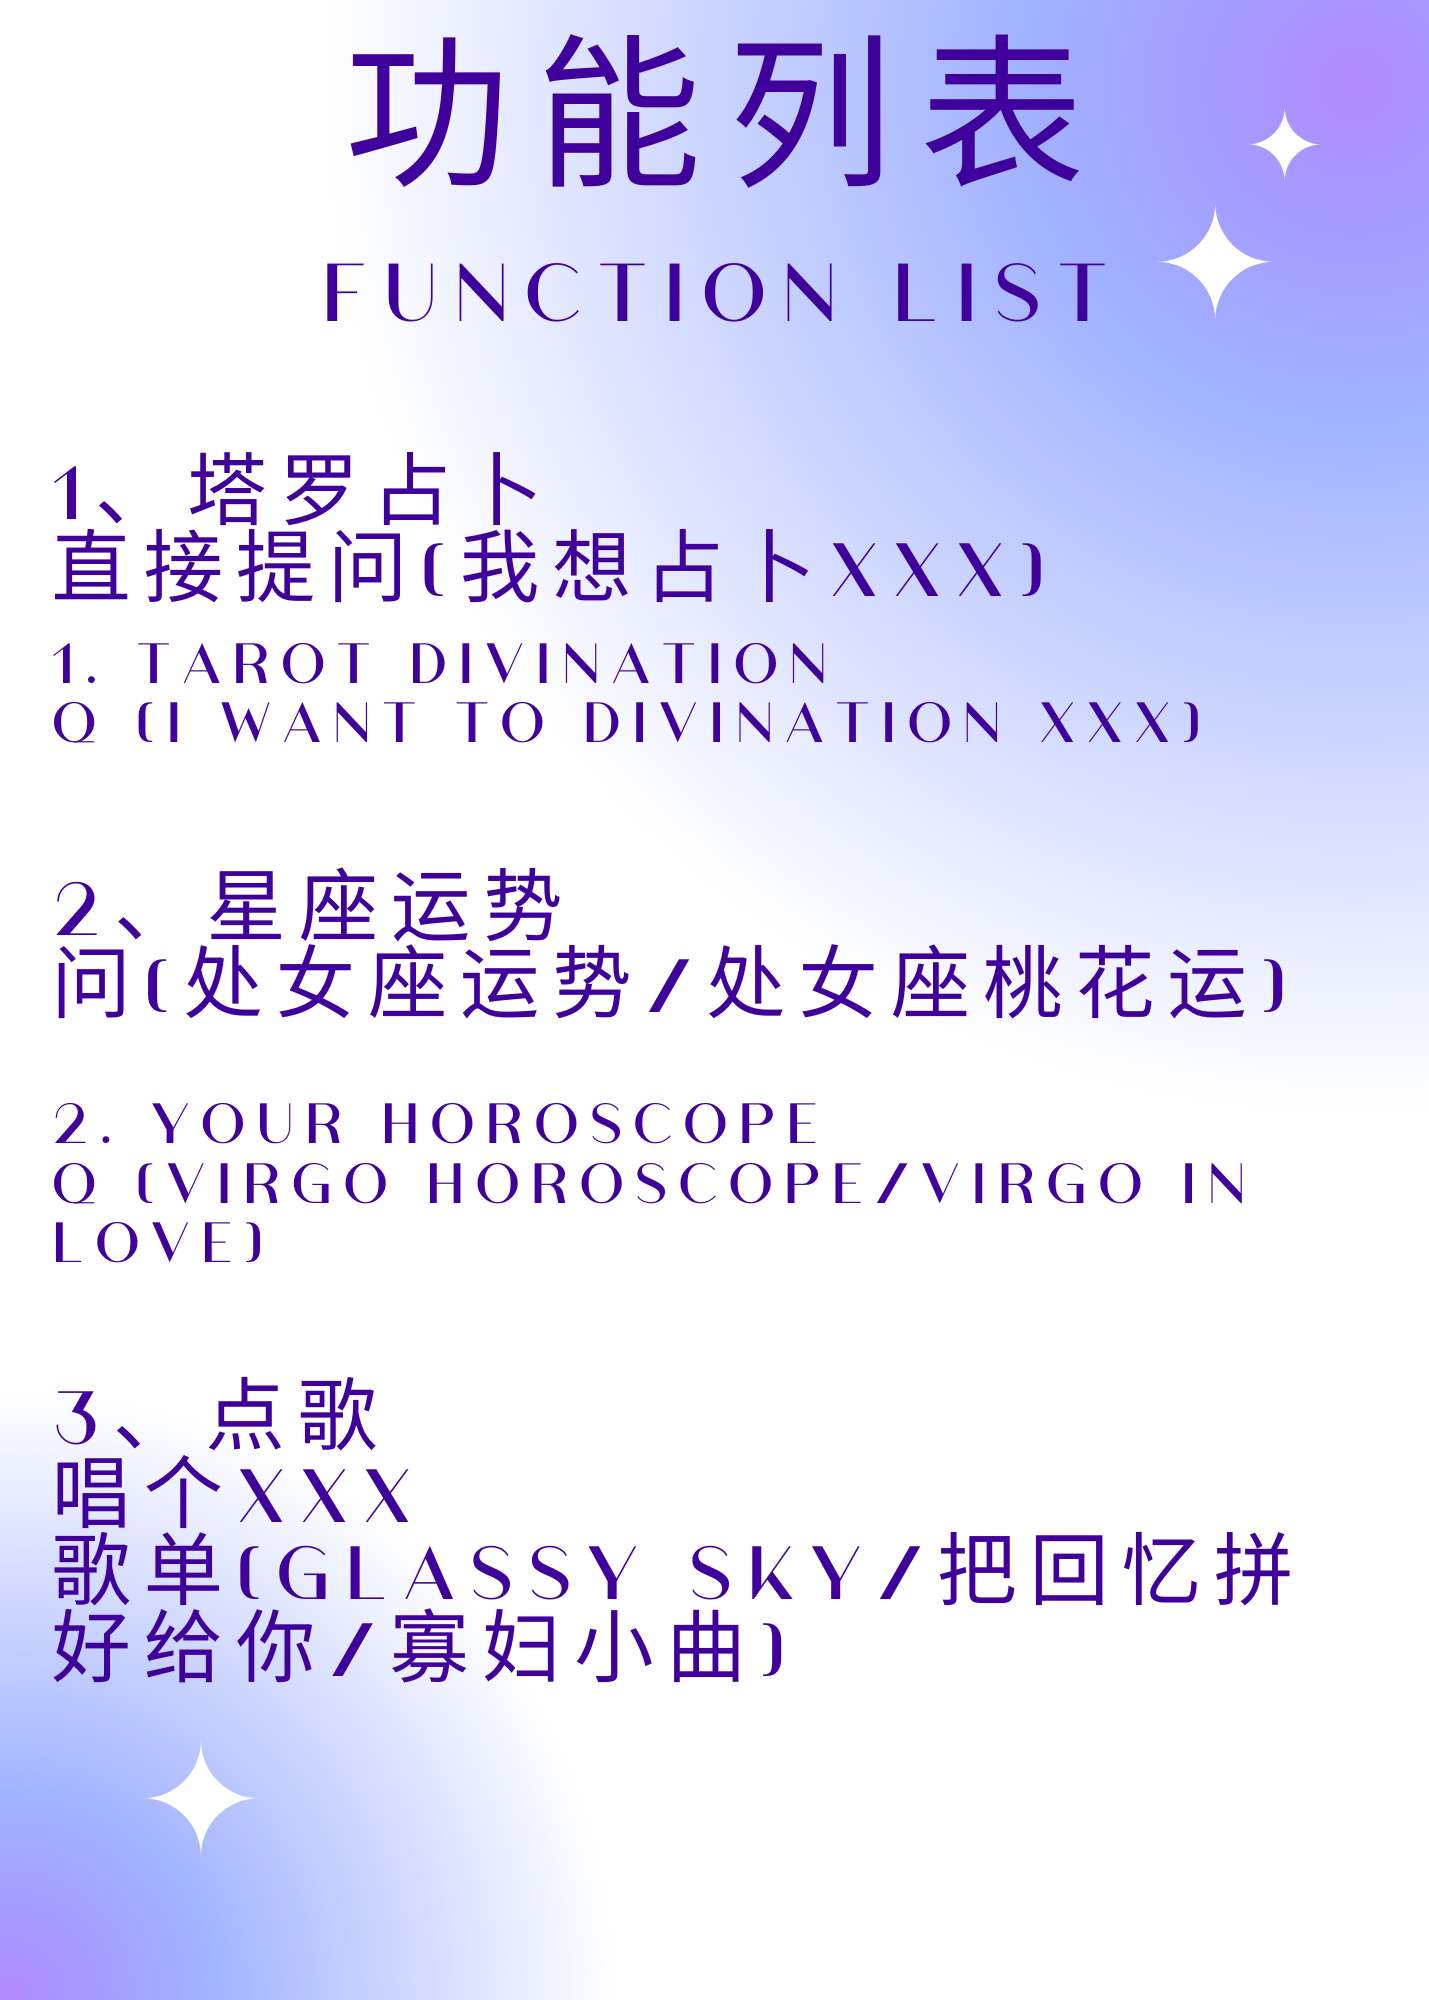 功能列表
FUNCTION LIST
1、塔罗占卜
直接提问(我想占卜XXX)
1. TAROT DIVINATION
Q (I WANT TO DIVINATION XXX)
2、星座运势
问(处女座运势/处女座桃花运)
2. YOUR HOROSCOPE
Q (VIRGO HOROSCOPE/VIRGO IN
LOVE)
3、点歌
唱个XXX
歌单(GLASSY SKY/把回忆拼
好给你/寡妇小曲)